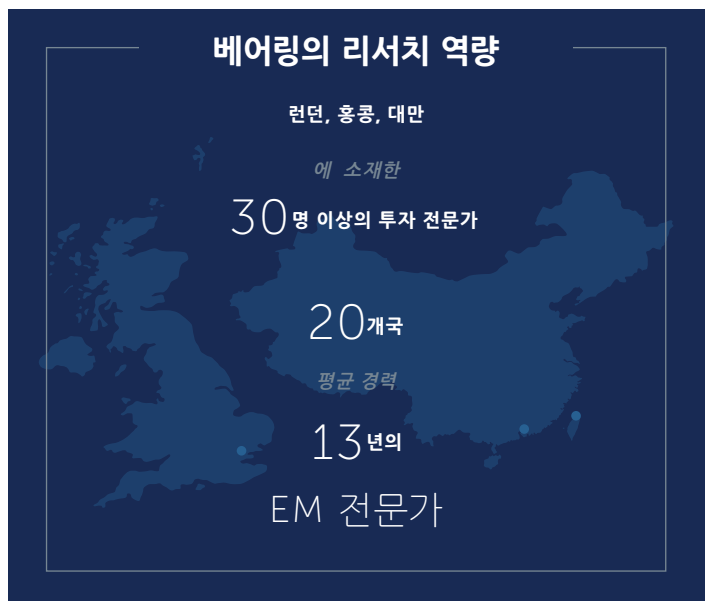 베어링의 리서치 역량
런던, 홍콩, 대만
에 소재한
30명 이상의 투자 전문가
20개국
평균 경력
13년의
EM 전문가